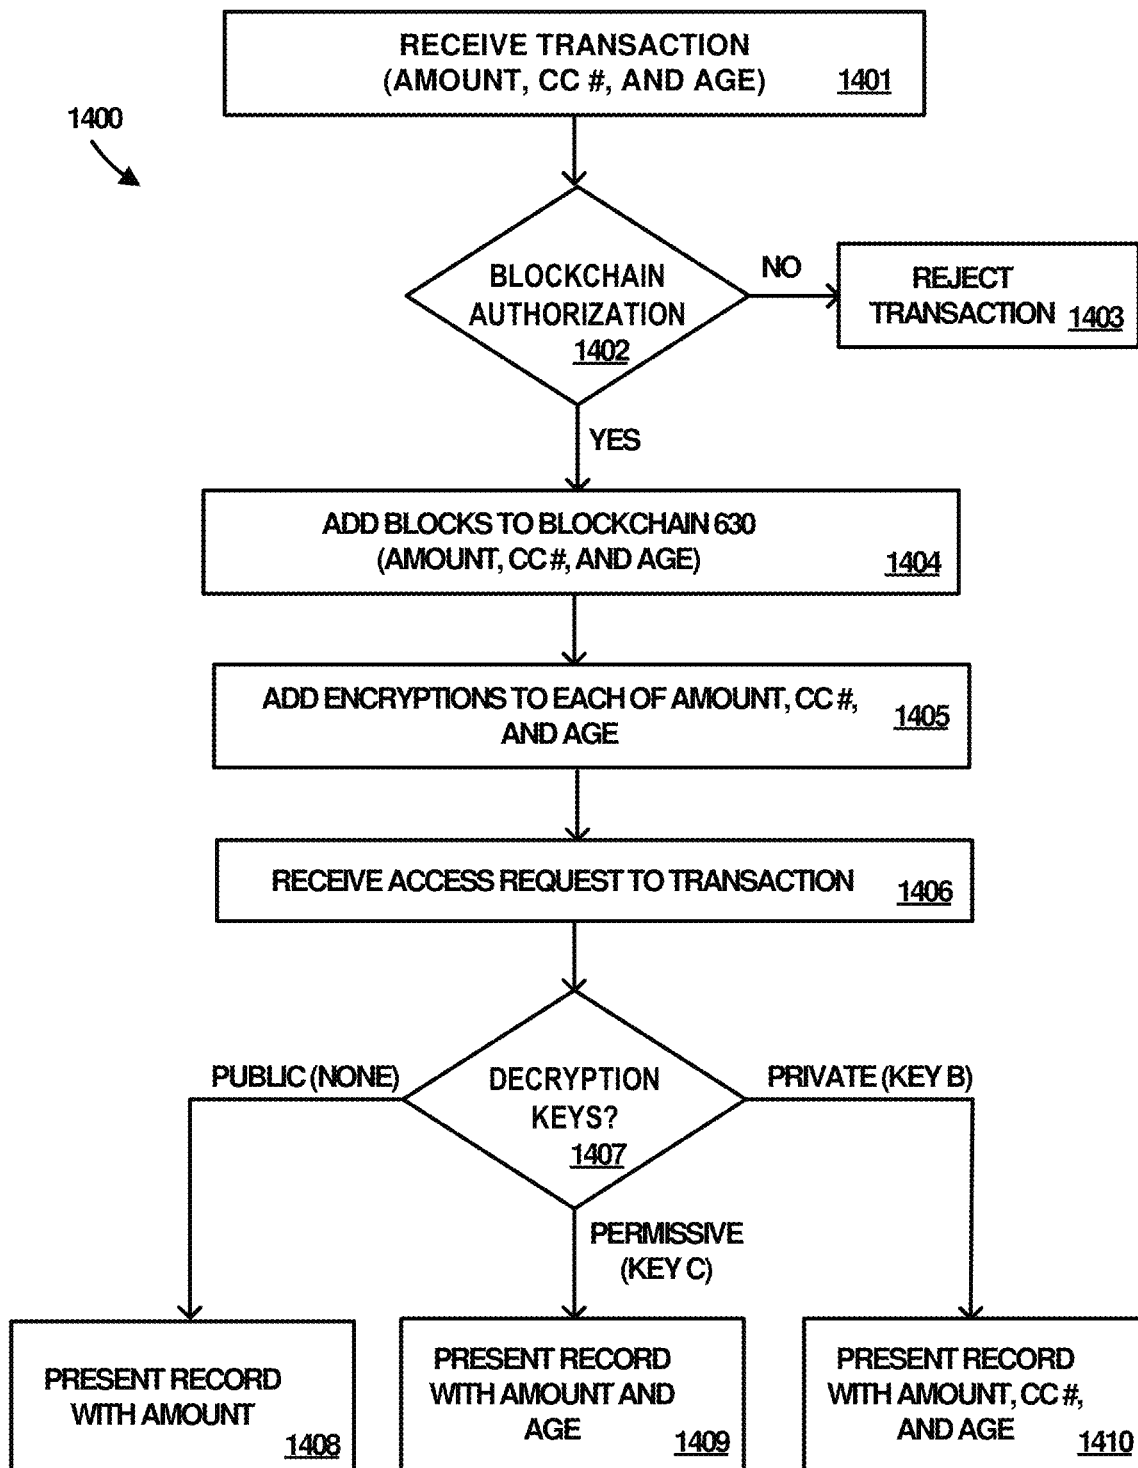 RECEIVE TRANSACTION
(AMOUNT, CC #, AND AGE)
1401
1400
BLOCKCHAIN
AUTHORIZATION
1402
NO
REJECT
TRANSACTION
1403
YES
ADD BLOCKS TO BLOCKCHAIN 630
(AMOUNT, CC #, AND AGE)
1404
ADD ENCRYPTIONS TO EACH OF AMOUNT, CC #,
AND AGE
1405
RECEIVE ACCESS REQUEST TO TRANSACTION
1406
PUBLIC (NONE)
DECRYPTION
KEYS?
1407
PRIVATE (KEY B)
PERMISSIVE
(KEY C)
PRESENT RECORD
WITH AMOUNT
1408
PRESENT RECORD
WITH AMOUNT AND
AGE
1409
PRESENT RECORD
WITH AMOUNT, CC #,
AND AGE
1410